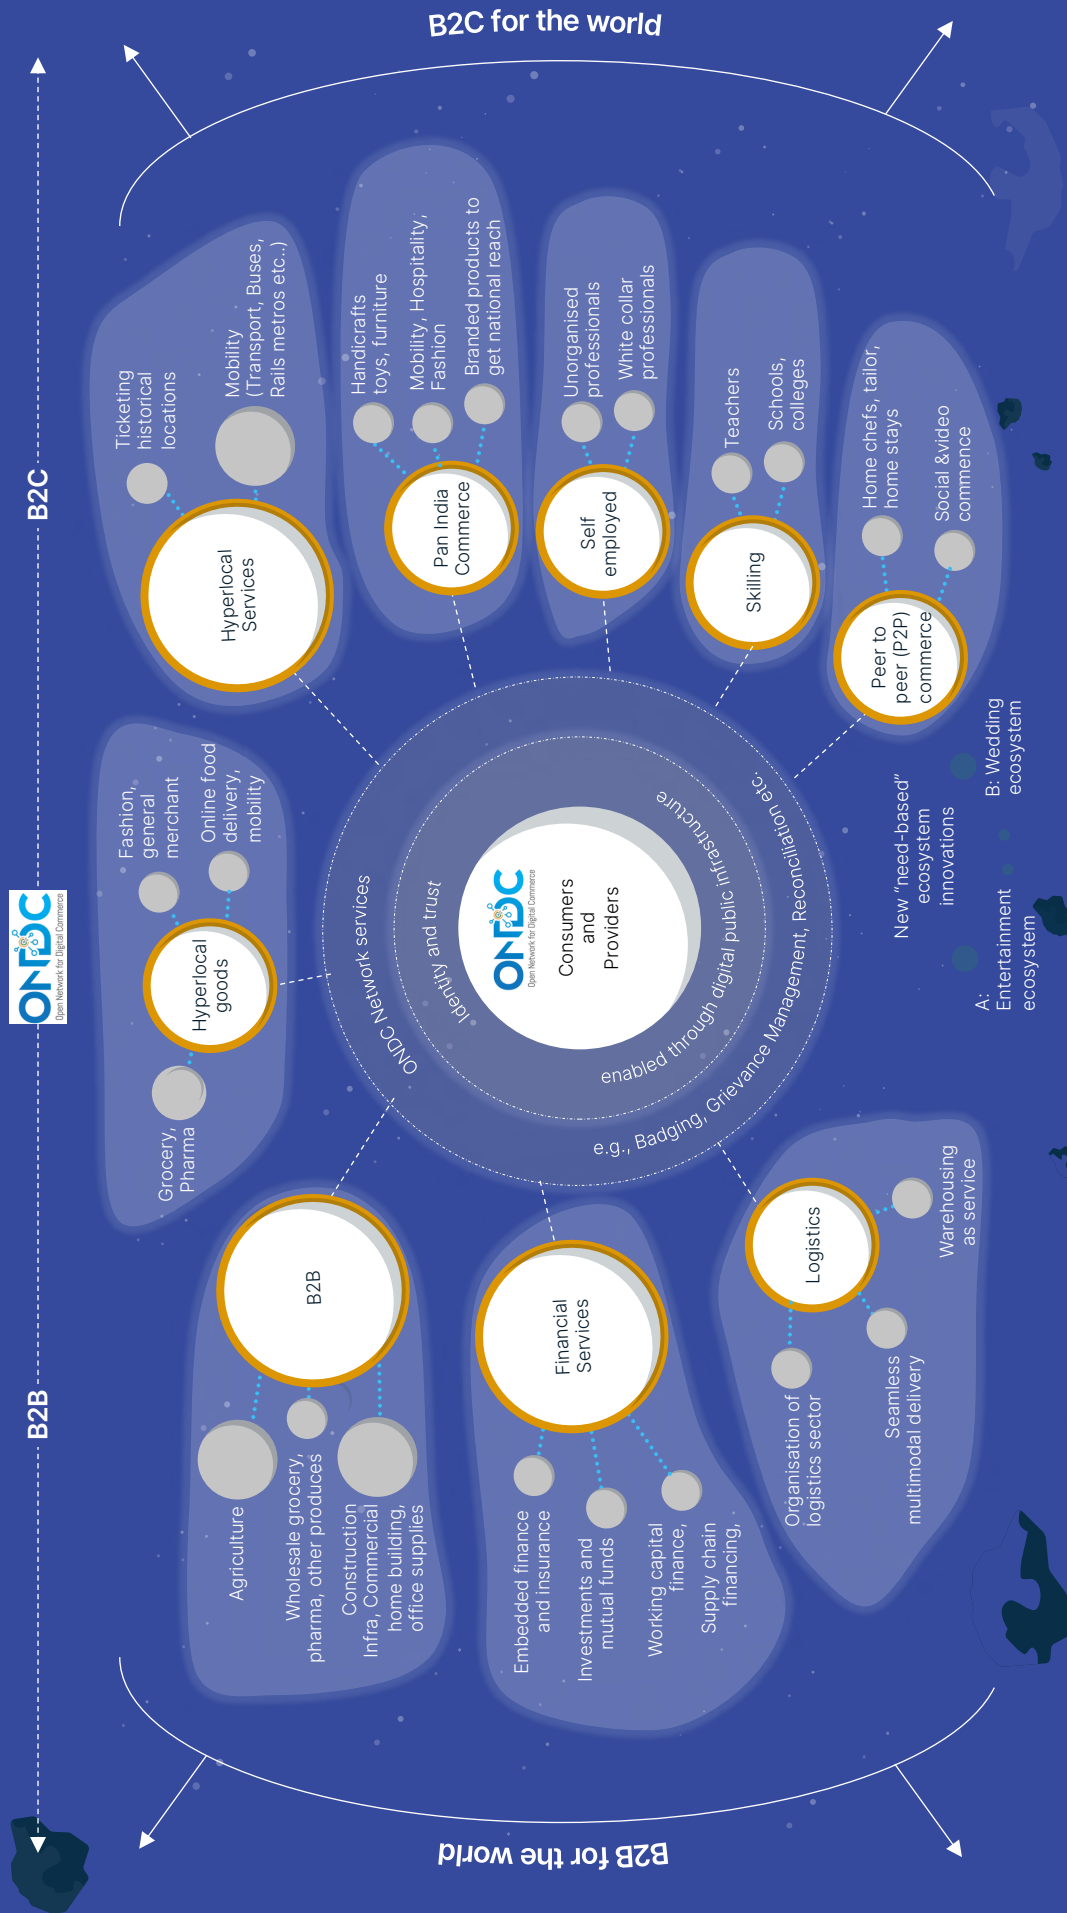 B2B
ONDC
Open Network for Digital Commerce
B2C
B2B for the world
B2C for the world
Grocery,
Pharma
Hyperlocal
goods
Fashion,
general
merchant
Online food
delivery,
mobility
Hyperlocal
Services
Ticketing
historical
locations
Mobility
(Transport, Buses,
Rails metros etc..)
Pan India
Commerce
Handicrafts
toys, furniture
Mobility, Hospitality,
Fashion
Branded products to
get national reach
Self
employed
Unorganised
professionals
White collar
professionals
Skilling
Teachers
Schools,
colleges
Peer to
peer (P2P)
commerce
Home chefs, tailor,
home stays
Social &video
commence
B2B
Agriculture
Wholesale grocery,
pharma, other produces
Construction
Infra, Commercial
home building,
office supplies
Financial
Services
Embedded finance
and insurance
Investments and
mutual funds
Working capital
finance,
Supply chain
financing,
Logistics
Organisation of
logistics sector
Seamless
multimodal delivery
Warehousing
as service
ONDC Network services
Identity and trust
ONDC
Open Network for Digital Commerce
Consumers
and
Providers
enabled through digital public infrastructure
e.g., Badging, Grievance Management, Reconciliation etc.
New “need-based”
ecosystem
innovations
A:
Entertainment
ecosystem
B: Wedding
ecosystem